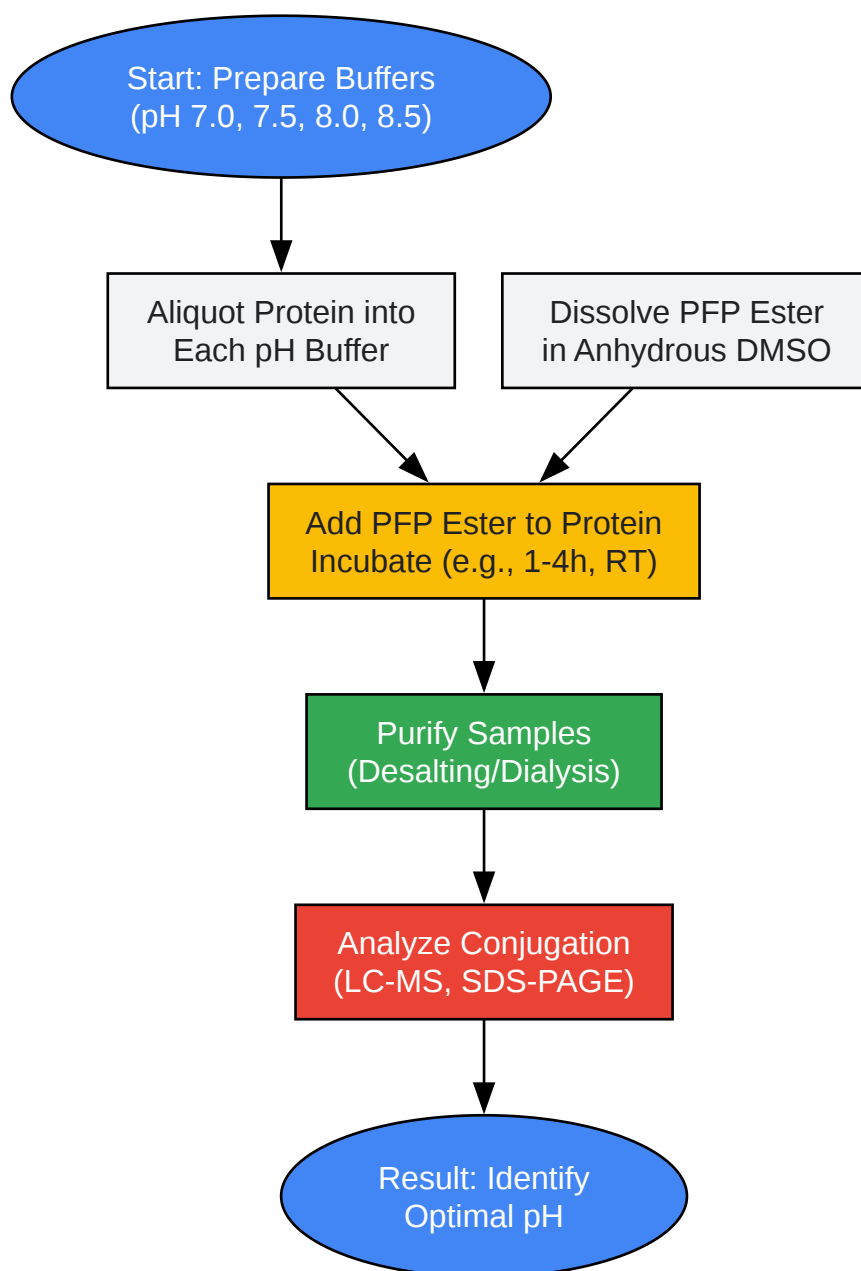 Start: Prepare Buffers
(pH 7.0, 7.5, 8.0, 8.5)
Aliquot Protein into
Each pH Buffer
Dissolve PFP Ester
in Anhydrous DMSO
Add PFP Ester to Protein
Incubate (e.g., 1-4h, RT)
Purify Samples
(Desalting/Dialysis)
Analyze Conjugation
(LC-MS, SDS-PAGE)
Result: Identify
Optimal pH